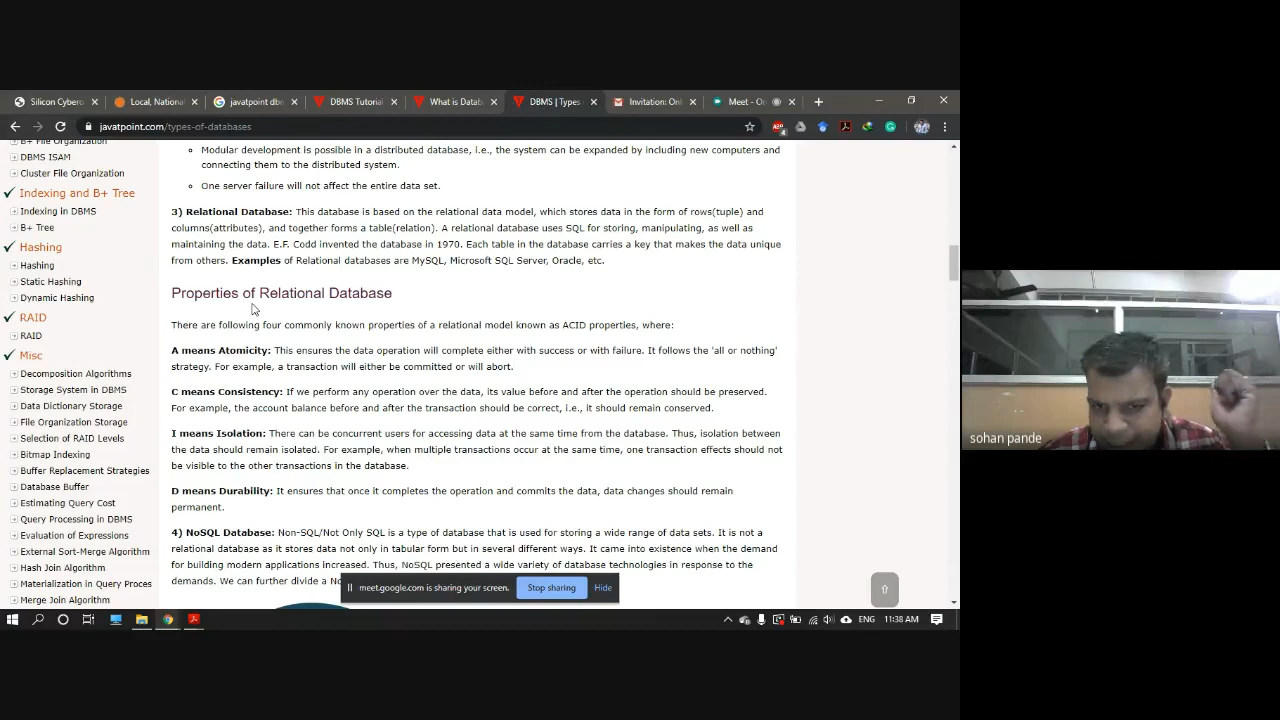 Silicon Cyberc
Local, National
javatpoint dbm
DBMS Tutorial
What is Databa
DBMS | Types
Invitation: Onl
Meet - On
javatpoint.com/types-of-databases
B+ File Organization
DBMS ISAM
Cluster File Organization
Indexing and B+ Tree
Indexing in DBMS
B+ Tree
Hashing
Hashing
Static Hashing
Dynamic Hashing
RAID
RAID
Misc
Decomposition Algorithms
Storage System in DBMS
Data Dictionary Storage
File Organization Storage
Selection of RAID Levels
Bitmap Indexing
Buffer Replacement Strategies
Database Buffer
Estimating Query Cost
Query Processing in DBMS
Evaluation of Expressions
External Sort-Merge Algorithm
Hash Join Algorithm
Materialization in Query Proces
Merge Join Algorithm
Modular development is possible in a distributed database, i.e., the system can be expanded by including new computers and
connecting them to the distributed system.
One server failure will not affect the entire data set.
3) Relational Database: This database is based on the relational data model, which stores data in the form of rows(tuple) and
columns(attributes), and together forms a table(relation). A relational database uses SQL for storing, manipulating, as well as
maintaining the data. E.F. Codd invented the database in 1970. Each table in the database carries a key that makes the data unique
from others. Examples of Relational databases are MySQL, Microsoft SQL Server, Oracle, etc.
Properties of Relational Database
There are following four commonly known properties of a relational model known as ACID properties, where:
A means Atomicity: This ensures the data operation will complete either with success or with failure. It follows the 'all or nothing'
strategy. For example, a transaction will either be committed or will abort.
C means Consistency: If we perform any operation over the data, its value before and after the operation should be preserved.
For example, the account balance before and after the transaction should be correct, i.e., it should remain conserved.
I means Isolation: There can be concurrent users for accessing data at the same time from the database. Thus, isolation between
the data should remain isolated. For example, when multiple transactions occur at the same time, one transaction effects should not
be visible to the other transactions in the database.
D means Durability: It ensures that once it completes the operation and commits the data, data changes should remain
permanent.
4) NoSQL Database: Non-SQL/Not Only SQL is a type of database that is used for storing a wide range of data sets. It is not a
relational database as it stores data not only in tabular form but in several different ways. It came into existence when the demand
for building modern applications increased. Thus, NoSQL presented a wide variety of database technologies in response to the
demands. We can further divide a No
meet.google.com is sharing your screen.
Stop sharing
Hide
ENG
11:38 AM
sohan pande